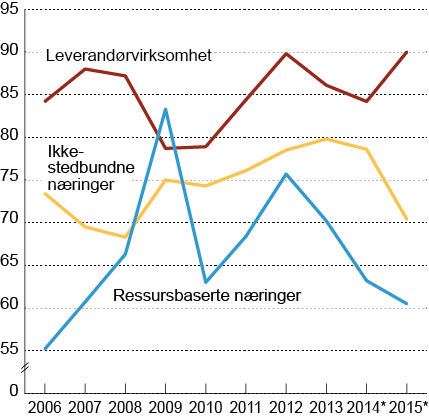 95
90
Leverandørvirksomhet
85
80
Ikke-
stedbundne
næringer
75
70
65
Ressursbaserte næringer
60
55
0
2006 2007 2008 2009 2010 2011 2012 2013 2014* 2015*